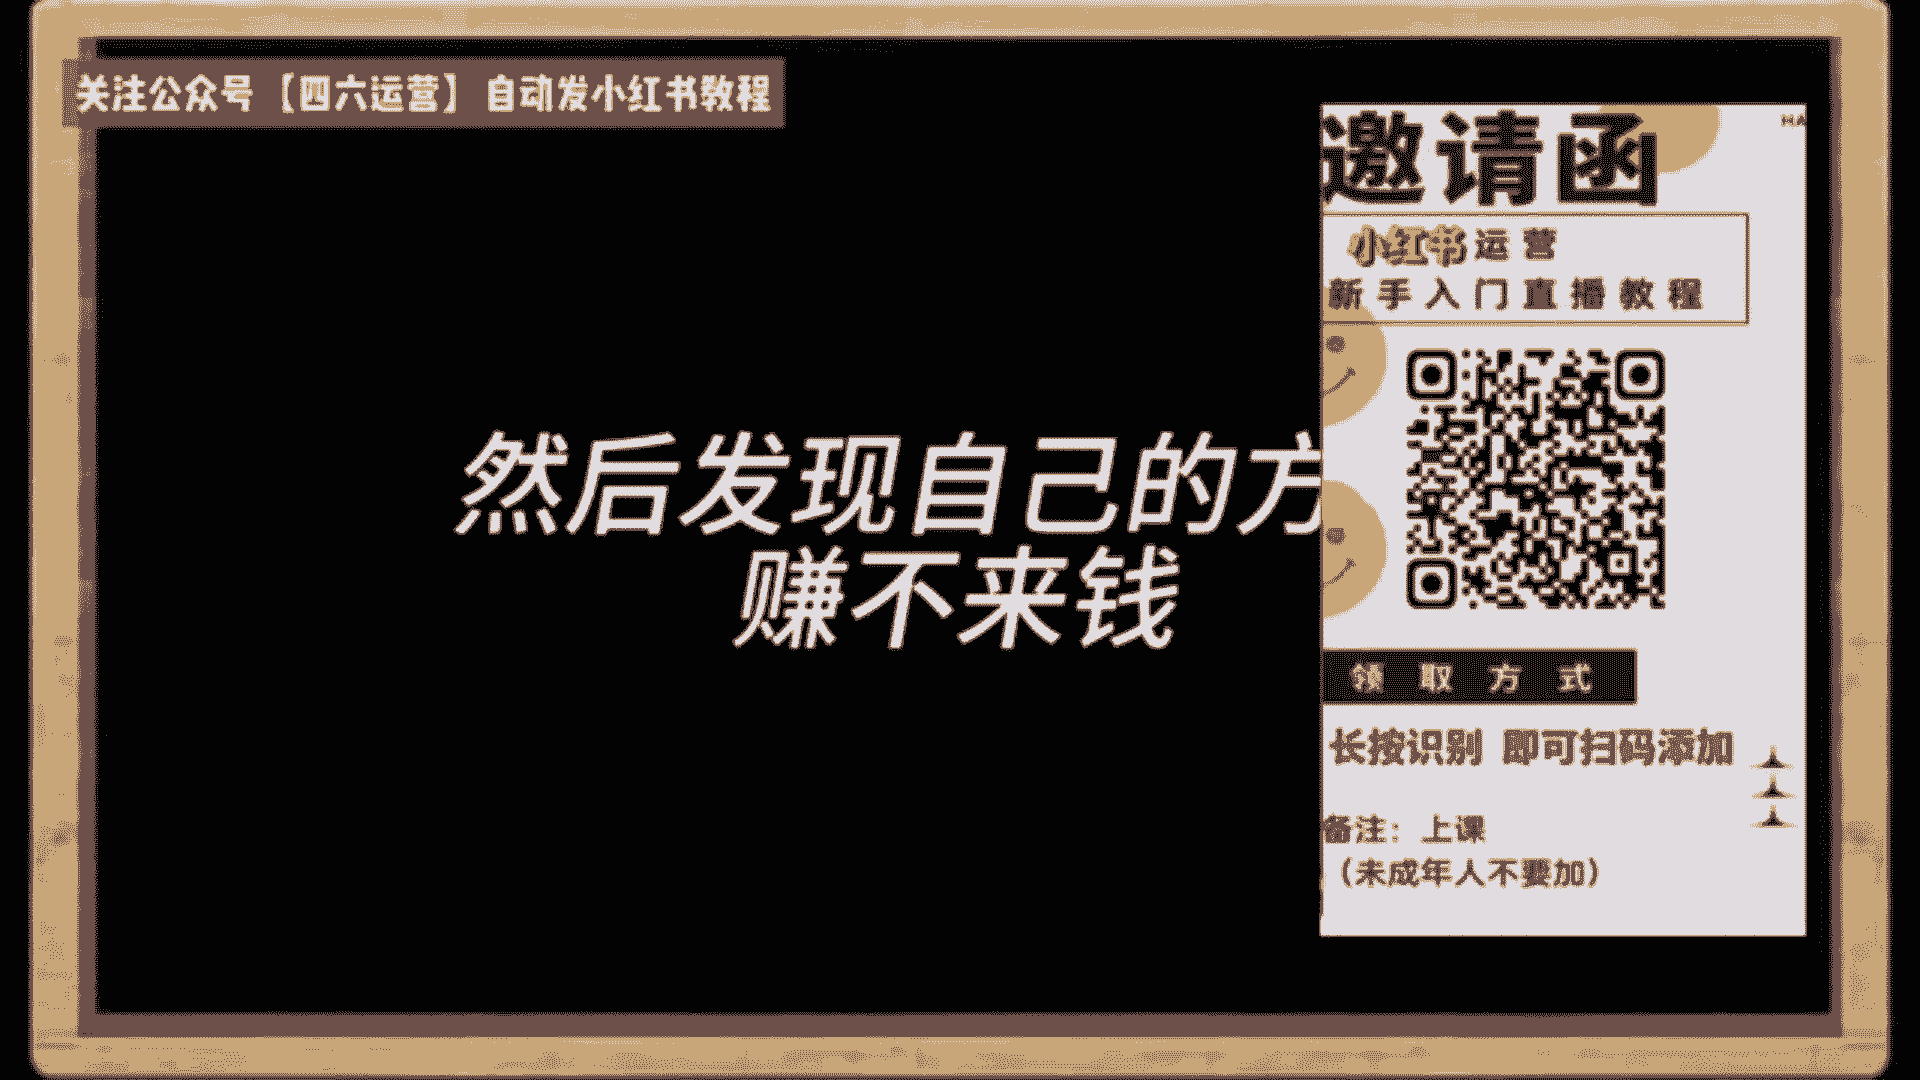 关注公众号【四六运营】自动发小红书教程
然后发现自己的方
赚不来钱
HA
邀请函
小红书运营
新手入门直播教程
领取方式
长按识别 即可扫码添加
备注：上课
（未成年人不要加）